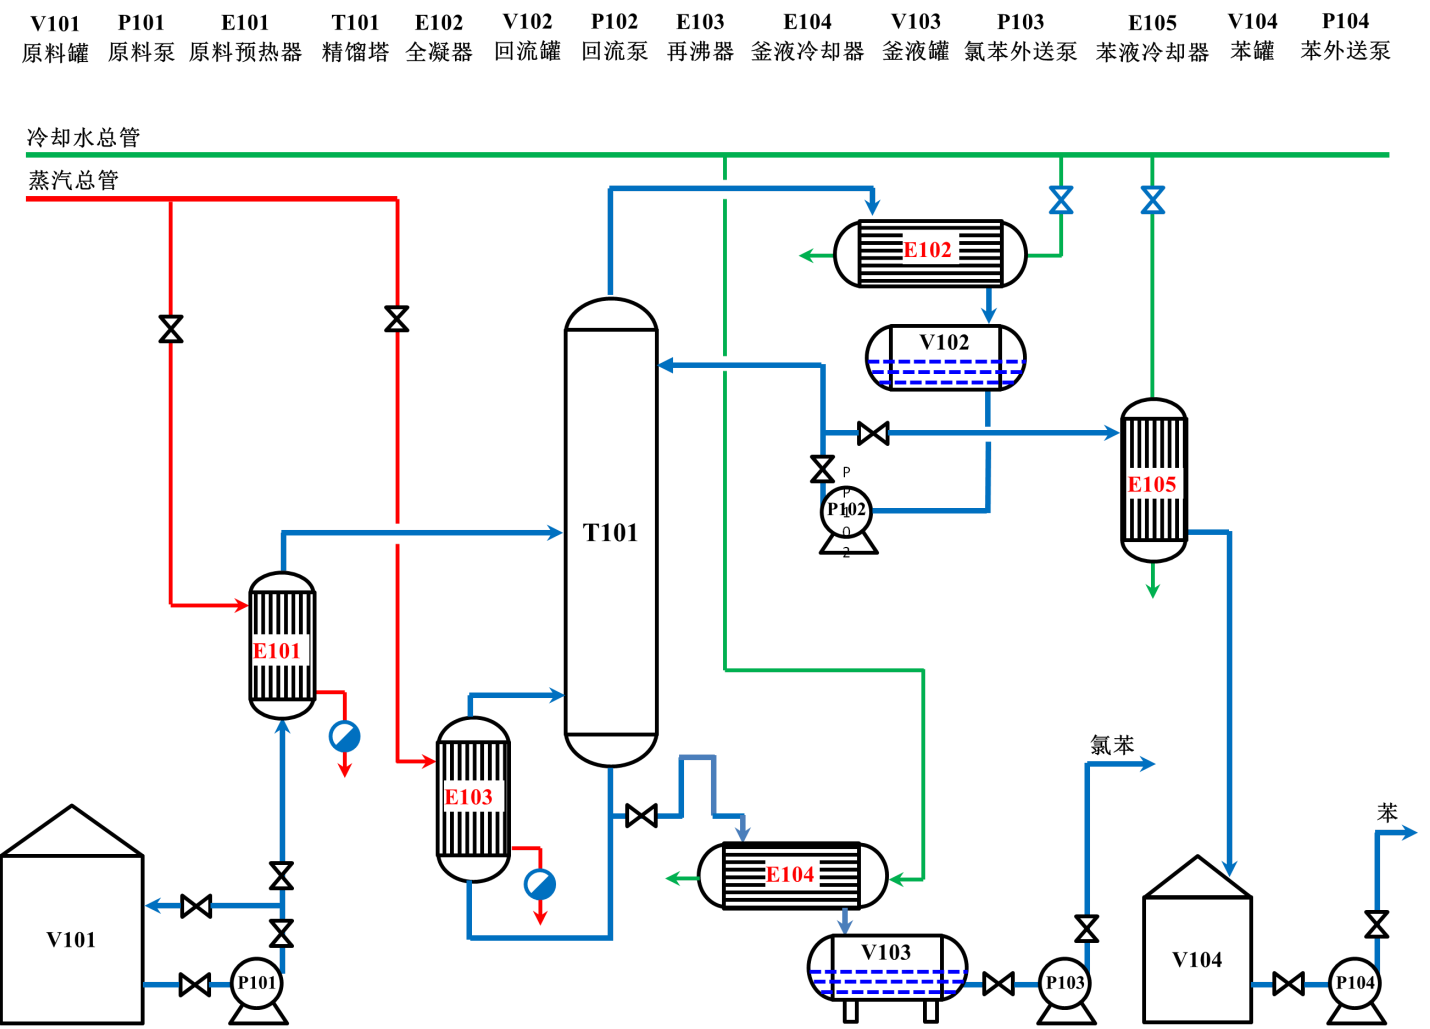 V101 P101 E101 T101 E102 V102 P102 E103 E104 V103 P103 E105 V104 P104
原料罐 原料泵 原料预热器 精馏塔 全凝器 回流罐 回流泵 再沸器 釜液冷却器 釜液罐 氯苯外送泵 苯液冷却器 苯罐 苯外送泵
冷却水总管
蒸汽总管
E102
V102
P
P
1
0
2
P102
E105
T101
E101
E103
氯苯
苯
E104
V101
V103
V104
P101
P103
P104